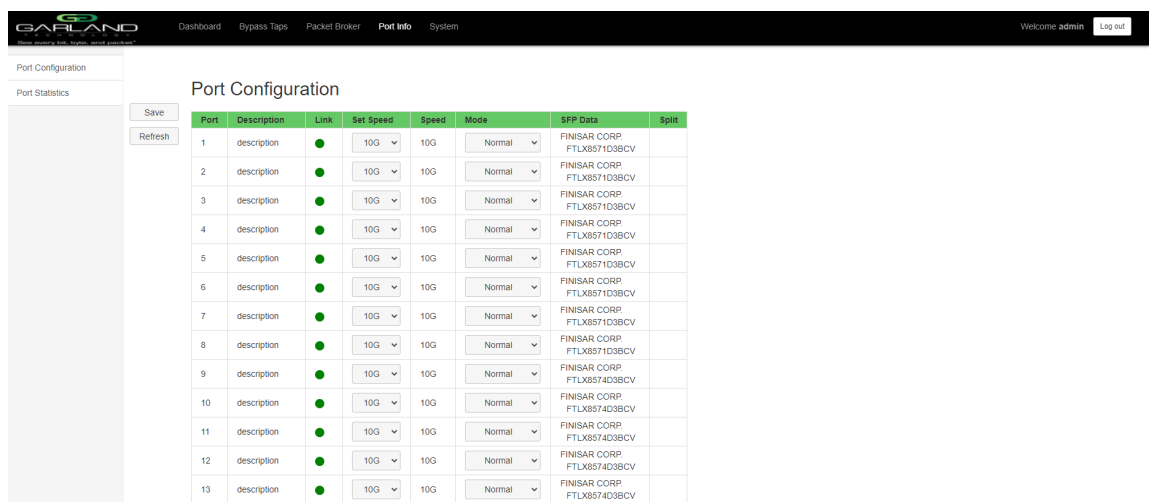 GARLAND
TECHNOLOGY
See every bit, byte, and packet®
Dashboard Bypass Taps Packet Broker Port Info System
Welcome admin Log out
Port Configuration
Port Statistics
Save
Refresh
Port Configuration
Port Description Link Set Speed Speed Mode SFP Data Split
1 description 10G 10G Normal FINISAR CORP.
FTLX8571D3BCV
2 description 10G 10G Normal FINISAR CORP.
FTLX8571D3BCV
3 description 10G 10G Normal FINISAR CORP.
FTLX8571D3BCV
4 description 10G 10G Normal FINISAR CORP.
FTLX8571D3BCV
5 description 10G 10G Normal FINISAR CORP.
FTLX8571D3BCV
6 description 10G 10G Normal FINISAR CORP.
FTLX8571D3BCV
7 description 10G 10G Normal FINISAR CORP.
FTLX8571D3BCV
8 description 10G 10G Normal FINISAR CORP.
FTLX8571D3BCV
9 description 10G 10G Normal FINISAR CORP.
FTLX8574D3BCV
10 description 10G 10G Normal FINISAR CORP.
FTLX8574D3BCV
11 description 10G 10G Normal FINISAR CORP.
FTLX8574D3BCV
12 description 10G 10G Normal FINISAR CORP.
FTLX8574D3BCV
13 description 10G 10G Normal FINISAR CORP.
FTLX8574D3BCV